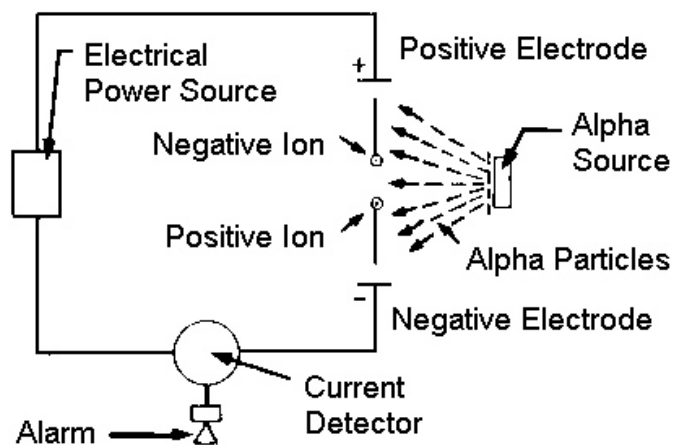 Electrical
Power Source
+
Positive Electrode
Negative Ion
Alpha
Source
Positive Ion
Alpha Particles
-
Negative Electrode
Current
Detector
Alarm